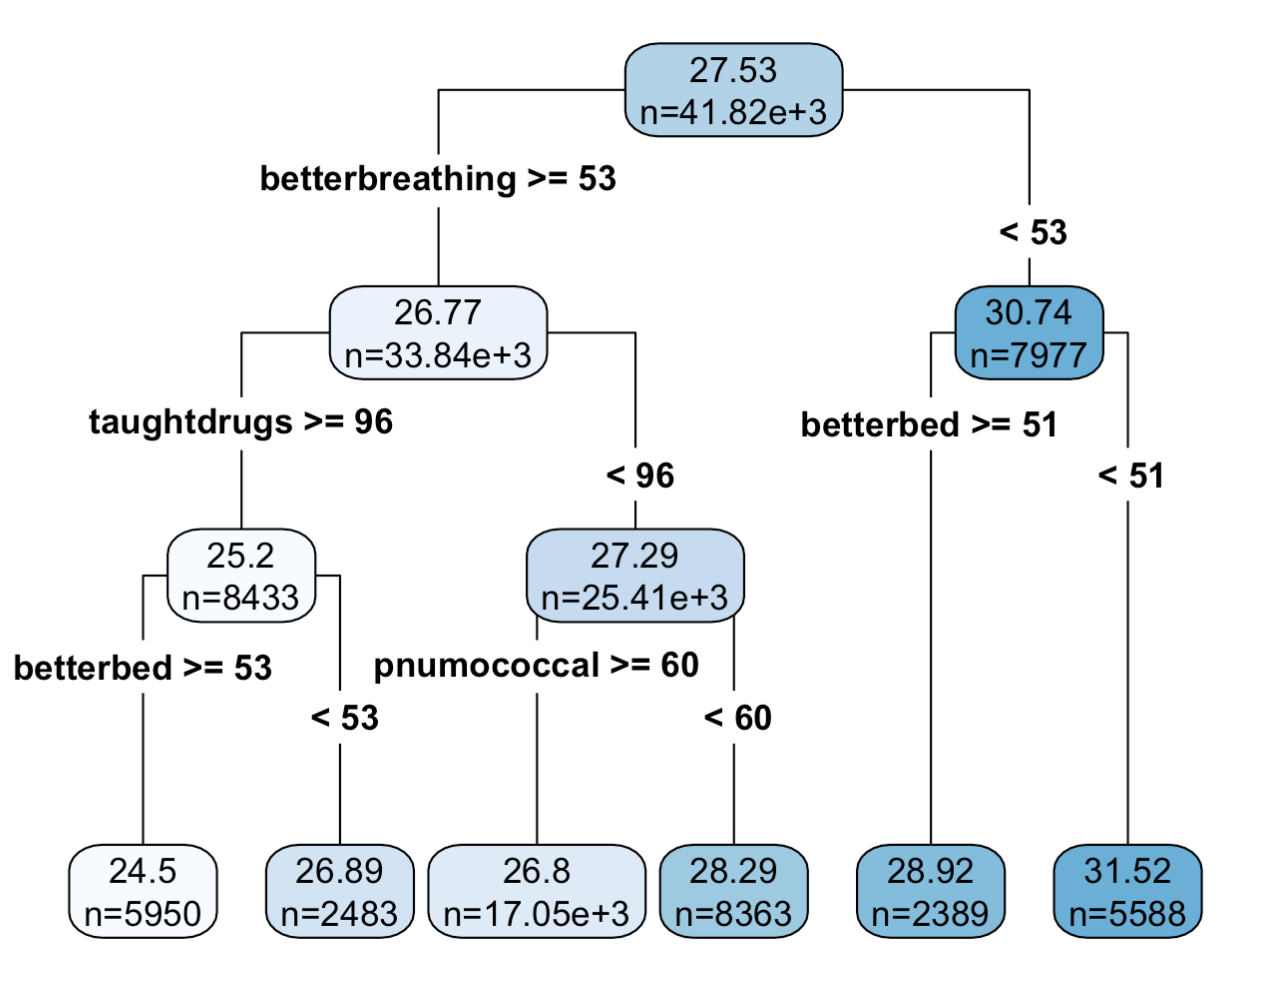 27.53
n=41.82e+3
betterbreathing >= 53
< 53
26.77
n=33.84e+3
30.74
n=7977
taughtdrugs >= 96
< 96
betterbed >= 51
< 51
25.2
n=8433
27.29
n=25.41e+3
betterbed >= 53
< 53
pnumococcal >= 60
< 60
24.5
n=5950
26.89
n=2483
26.8
n=17.05e+3
28.29
n=8363
28.92
n=2389
31.52
n=5588